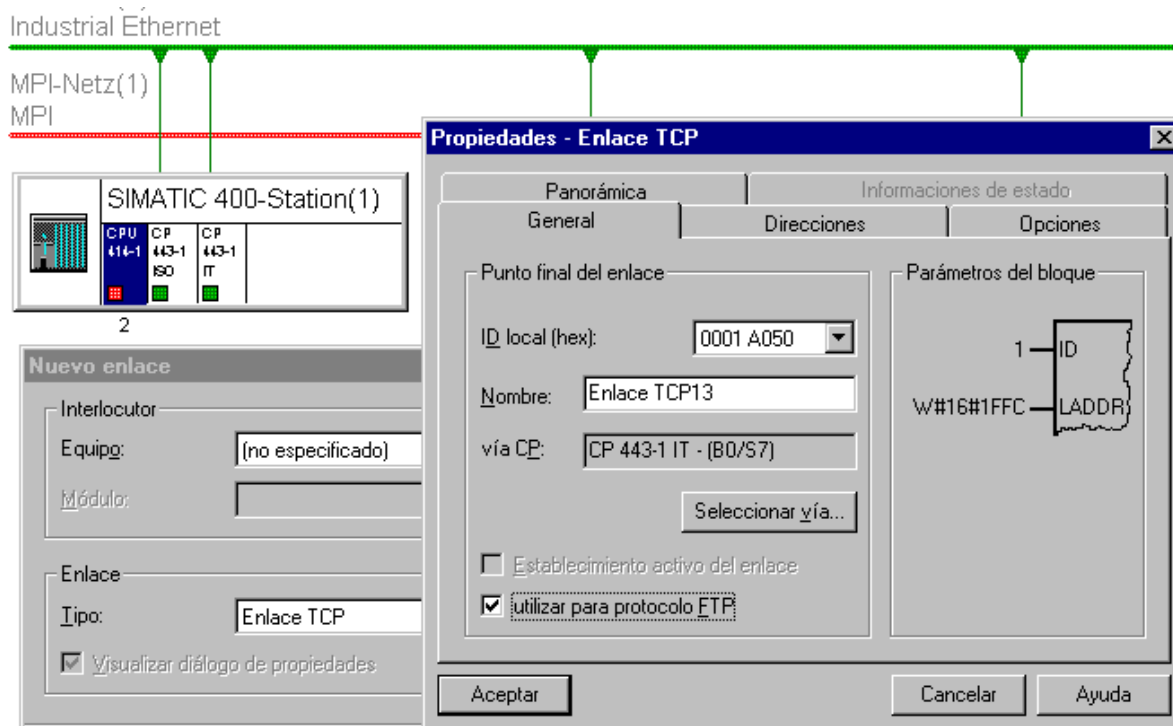 Industrial Ethernet
MPI-Netz(1)
MPI
SIMATIC 400-Station(1)
CPU 414-1
CP 443-1 ISO
CP 443-1 IT
2
Nuevo enlace
Interlocutor
Equipo:
(no especificado)
Módulo:
Enlace
Tipo:
Enlace TCP
Visualizar diálogo de propiedades
Propiedades - Enlace TCP
Panorámica
Informaciones de estado
General
Direcciones
Opciones
Punto final del enlace
ID local (hex):
0001 A050
Nombre:
Enlace TCP13
vía CP:
CP 443-1 IT - (B0/S7)
Seleccionar vía...
Establecimiento activo del enlace
utilizar para protocolo FTP
Parámetros del bloque
1
ID
W#16#1FFC
LADDR
Aceptar
Cancelar
Ayuda